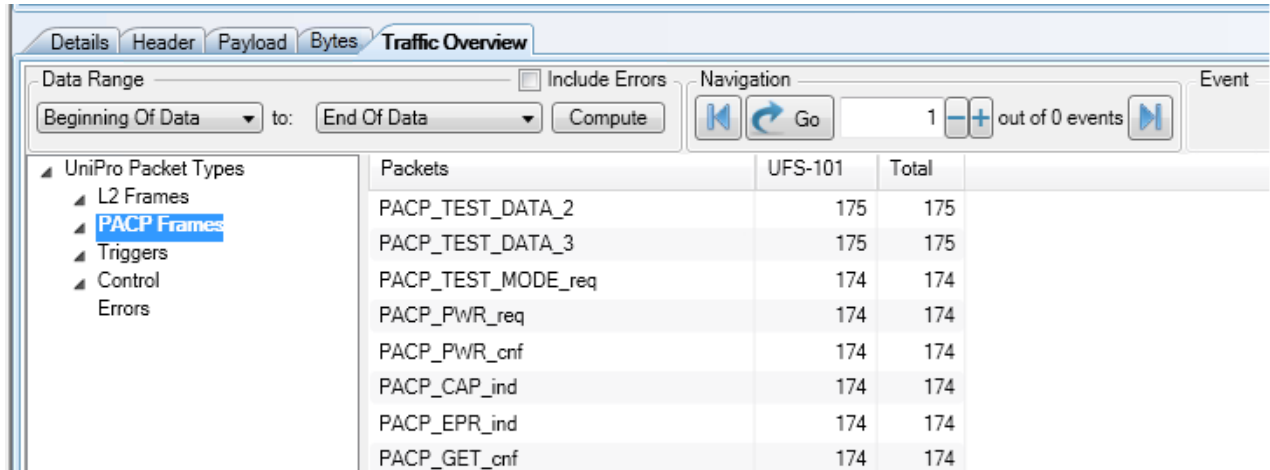 Details Header Payload Bytes Traffic Overview
Data Range Include Errors Navigation Event
Beginning Of Data to: End Of Data Compute Go 1 out of 0 events
UniPro Packet Types
L2 Frames
PACP Frames
Triggers
Control
Errors
Packets UFS-101 Total
PACP_TEST_DATA_2 175 175
PACP_TEST_DATA_3 175 175
PACP_TEST_MODE_req 174 174
PACP_PWR_req 174 174
PACP_PWR_cnf 174 174
PACP_CAP_ind 174 174
PACP_EPR_ind 174 174
PACP_GET_cnf 174 174